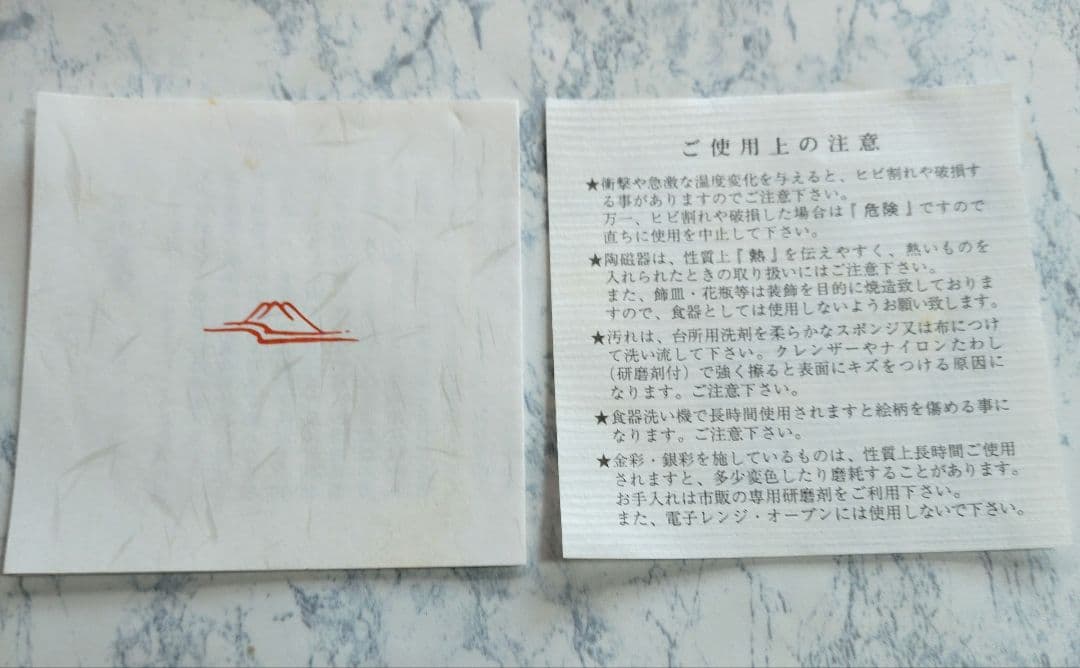 ご使用上の注意
★衝撃や急激な温度変化を与えると、ヒビ割れや破損す
る事がありますのでご注意下さい。
万一、ヒビ割れや破損した場合は『危険』ですので
直ちに使用を中止して下さい。
★陶磁器は、性質上『熱』を伝えやすく、熱いものを
入れられたときの取り扱いにはご注意下さい。
また、飾皿・花瓶等は装飾を目的に焼造致しておりま
すので、食器としては使用しないようお願い致します。
★汚れは、台所用洗剤を柔らかなスポンジ又は布につけ
て洗い流して下さい。クレンザーやナイロンたわし
（研磨剤付）で強く擦ると表面にキズをつける原因に
なります。ご注意下さい。
★食器洗い機で長時間使用されますと絵柄を傷める事に
なります。ご注意下さい。
★金彩・銀彩を施しているものは、性質上長時間ご使用
されますと、多少変色したり磨耗することがあります。
お手入れは市販の専用研磨剤をご利用下さい。
また、電子レンジ・オーブンには使用しないで下さい。